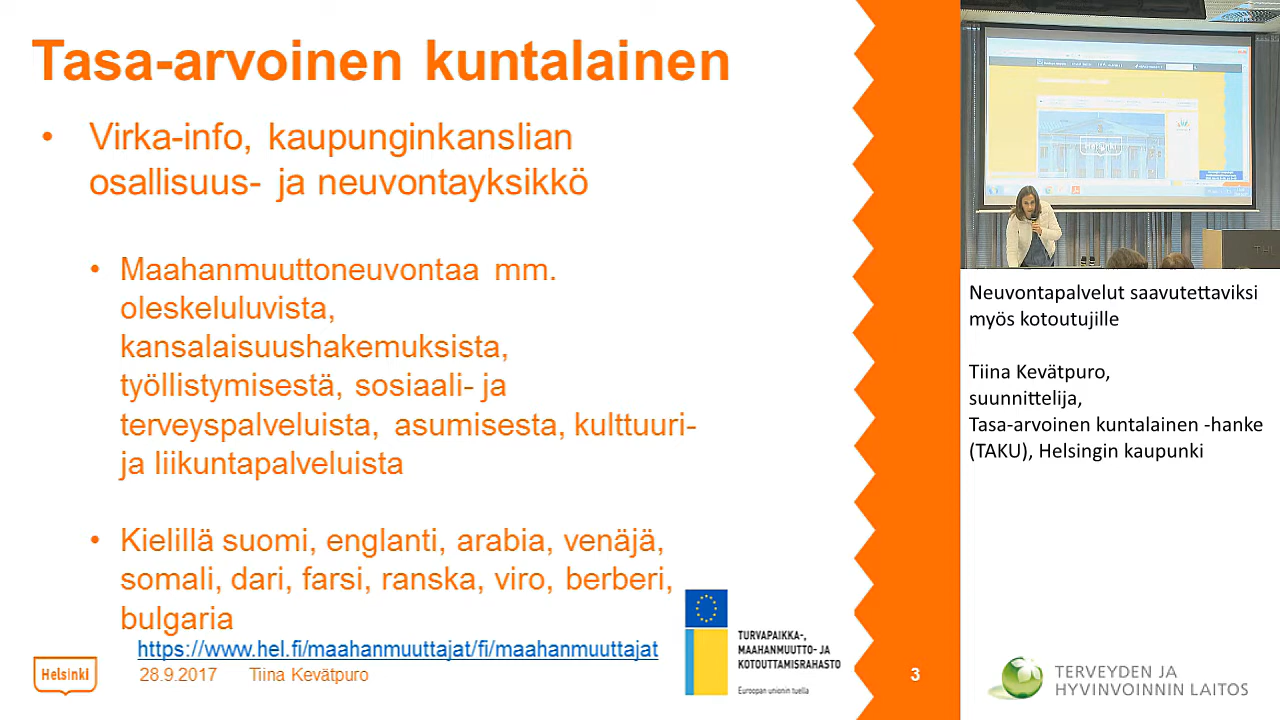 Tasa-arvoinen kuntalainen
• Virka-info, kaupunginkanslian
osallisuus- ja neuvontayksikkö
• Maahanmuuttoneuvontaa mm.
oleskeluluvista,
kansalaisuushakemuksista,
työllistymisestä, sosiaali- ja
terveyspalveluista, asumisesta, kulttuuri-
ja liikuntapalveluista
• Kielillä suomi, englanti, arabia, venäjä,
somali, dari, farsi, ranska, viro, berberi,
bulgaria
https://www.hel.fi/maahanmuuttajat/fi/maahanmuuttajat
Helsinki
28.9.2017 Tiina Kevätpuro
TURVAPAIKKA-,
MAAHANMUUTTO- JA
KOTOUTTAMISRAHASTO
Euroopan unionin tuella
3
THL
Neuvontapalvelut saavutettaviksi
myös kotoutujille
Tiina Kevätpuro,
suunnittelija,
Tasa-arvoinen kuntalainen -hanke
(TAKU), Helsingin kaupunki
TERVEYDEN JA
HYVINVOINNIN LAITOS